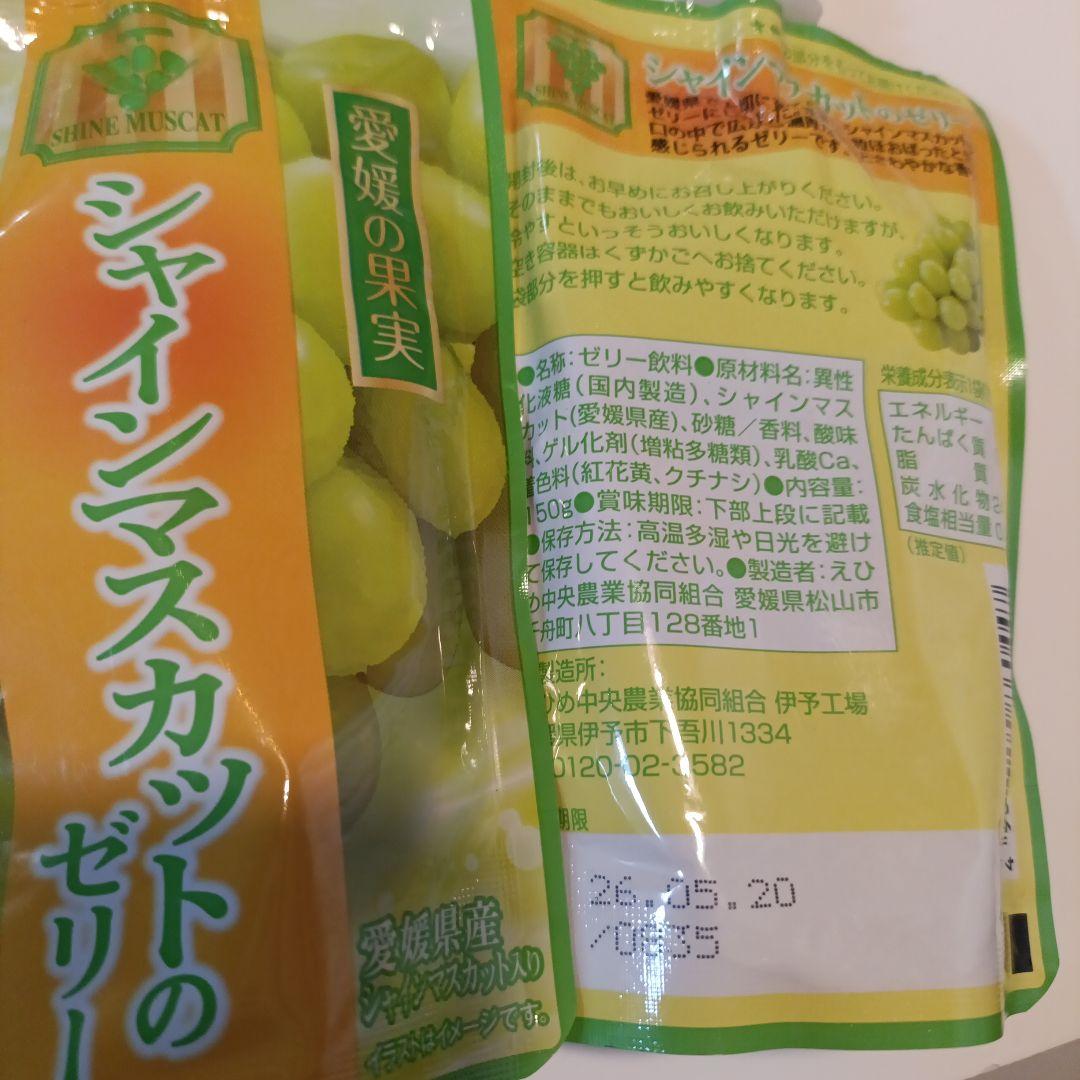 SHINE MUSCAT
愛媛の果実
シャインマスカットの
ゼリー
愛媛県産
シャインマスカット入り
イラストはイメージです。
SHINE MUSC
シャインマスカットのゼリー
口の中で広がる
感じられるゼリーです。
封後は、お早めにお召し上がりください。
そのままでもおいしくお飲みいただけますが、
冷やすといっそうおいしくなります。
空き容器はくずかごへお捨てください。
袋部分を押すと飲みやすくなります。
●名称：ゼリー飲料●原材料名：異性
化液糖（国内製造）、シャインマス
カット（愛媛県産）、砂糖／香料、酸味
料、ゲル化剤（増粘多糖類）、乳酸Ca、
着色料（紅花黄、クチナシ）●内容量：
150g●賞味期限：下部上段に記載
●保存方法：高温多湿や日光を避け
て保存してください。●製造者：えひ
め中央農業協同組合 愛媛県松山市
千舟町八丁目128番地1
栄養成分表示1袋
エネルギー
たんぱく質
脂質
炭水化物
食塩相当量 0
（推定値）
製造所：
ひめ中央農業協同組合 伊予工場
県伊予市下吾川1334
0120-02-3582
期限
26.05.20
/0835